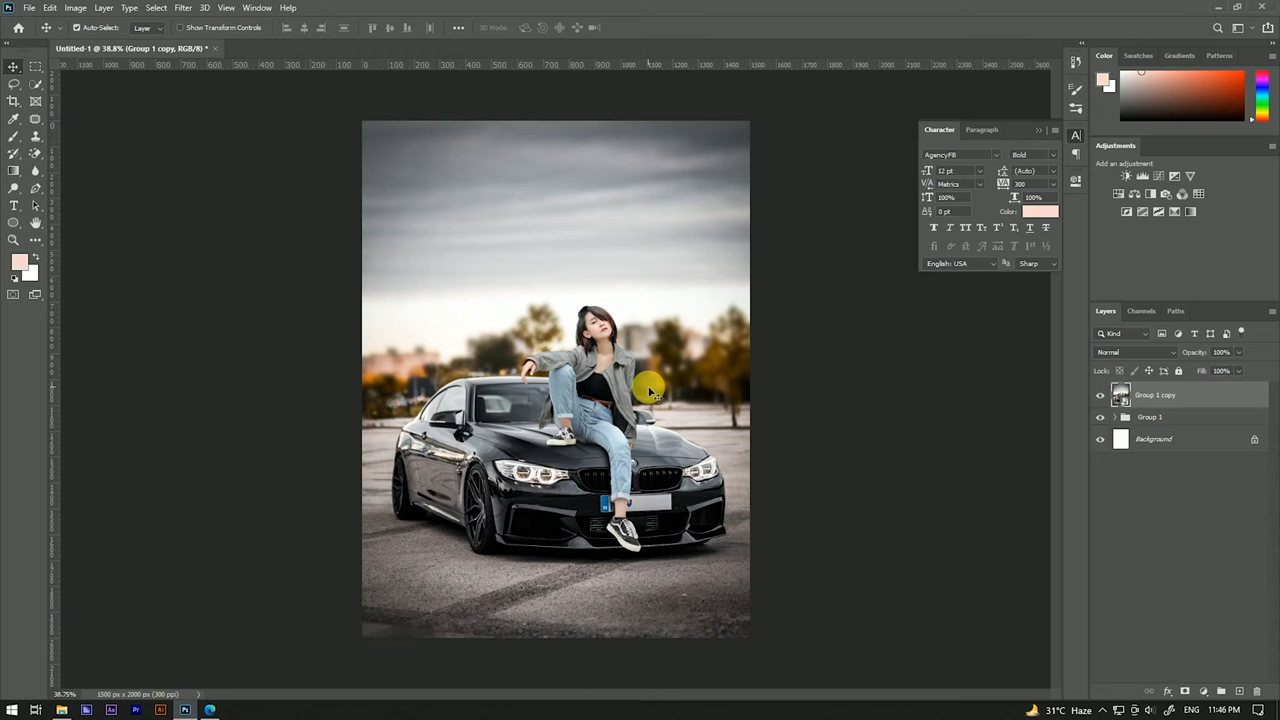 File Edit Image Layer Type Select Filter 3D View Window Help
Auto-Select: Layer Show Transform Controls 3D Mode:
Untitled-1 @ 38.8% (Group 1 copy, RGB/8) *
Color Swatches Gradients Patterns
Character Paragraph
AgencyFB Bold
12 pt (Auto)
Metrics 300
100% 100%
0 pt Color:
English: USA Sharp
Adjustments
Add an adjustment
Layers Channels Paths
Kind
Normal Opacity: 100%
Lock: Fill: 100%
Group 1 copy
Group 1
Background
38.75% 1500 px x 2000 px (300 ppi)
31°C Haze ENG 11:46 PM